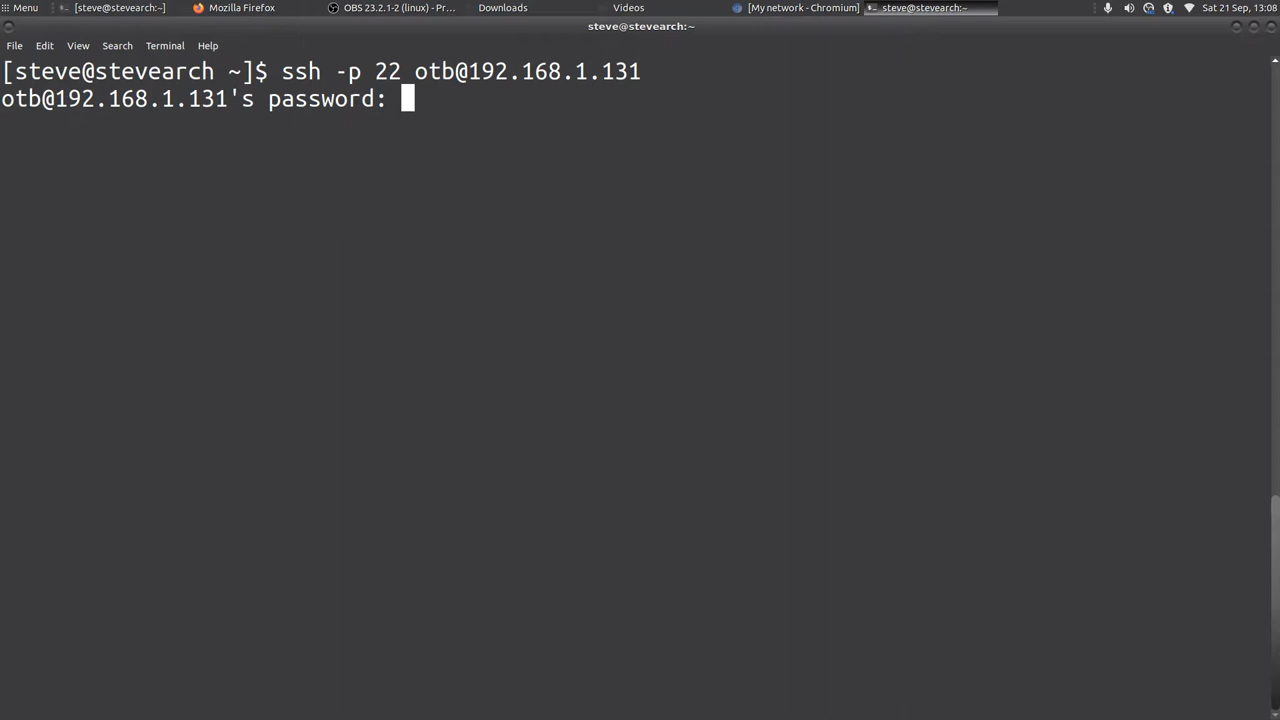 Menu [steve@stevearch:~] Mozilla Firefox OBS 23.2.1-2 (linux) - Pr... Downloads Videos [My network - Chromium] steve@stevearch:~ Sat 21 Sep, 13:08
steve@stevearch:~
File Edit View Search Terminal Help
[steve@stevearch ~]$ ssh -p 22 otb@192.168.1.131
otb@192.168.1.131's password: